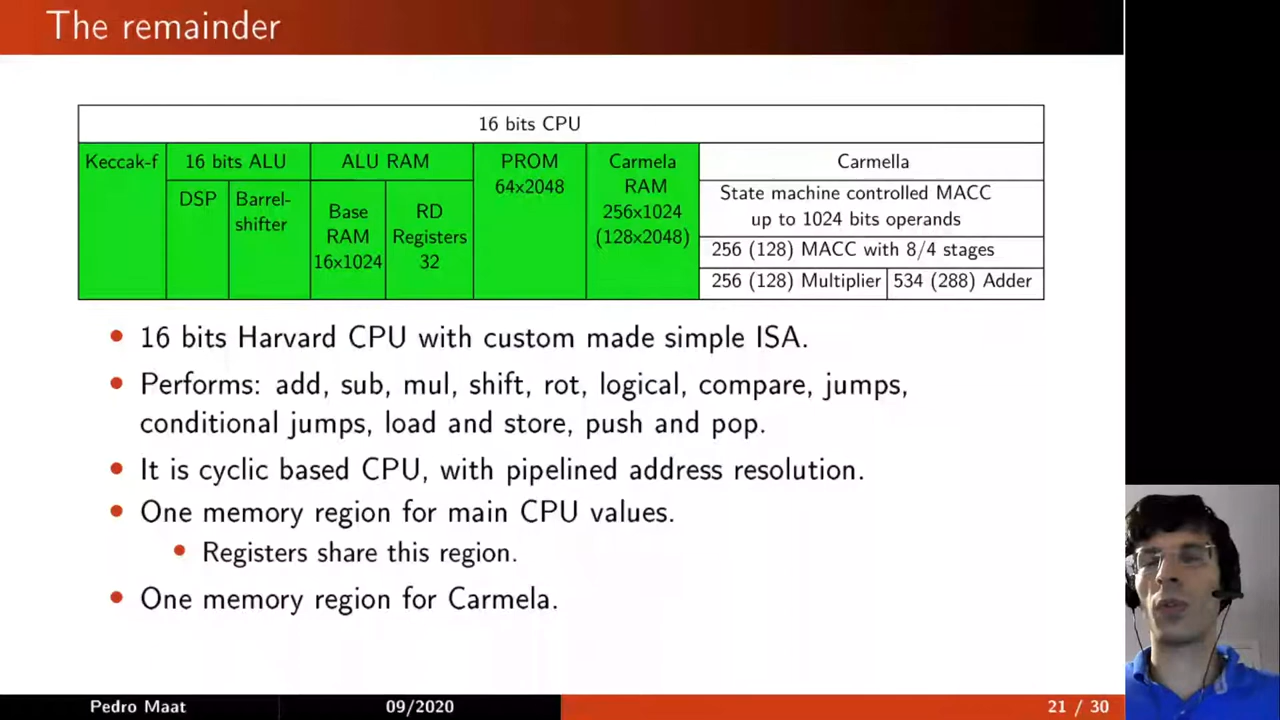 The remainder
16 bits CPU
Keccak-f
16 bits ALU
DSP
Barrel-
shifter
ALU RAM
Base
RAM
16x1024
RD
Registers
32
PROM
64x2048
Carmela
RAM
256x1024
(128x2048)
Carmella
State machine controlled MACC
up to 1024 bits operands
256 (128) MACC with 8/4 stages
256 (128) Multiplier
534 (288) Adder
16 bits Harvard CPU with custom made simple ISA.
Performs: add, sub, mul, shift, rot, logical, compare, jumps,
conditional jumps, load and store, push and pop.
It is cyclic based CPU, with pipelined address resolution.
One memory region for main CPU values.
Registers share this region.
One memory region for Carmela.
Pedro Maat 09/2020 21 / 30